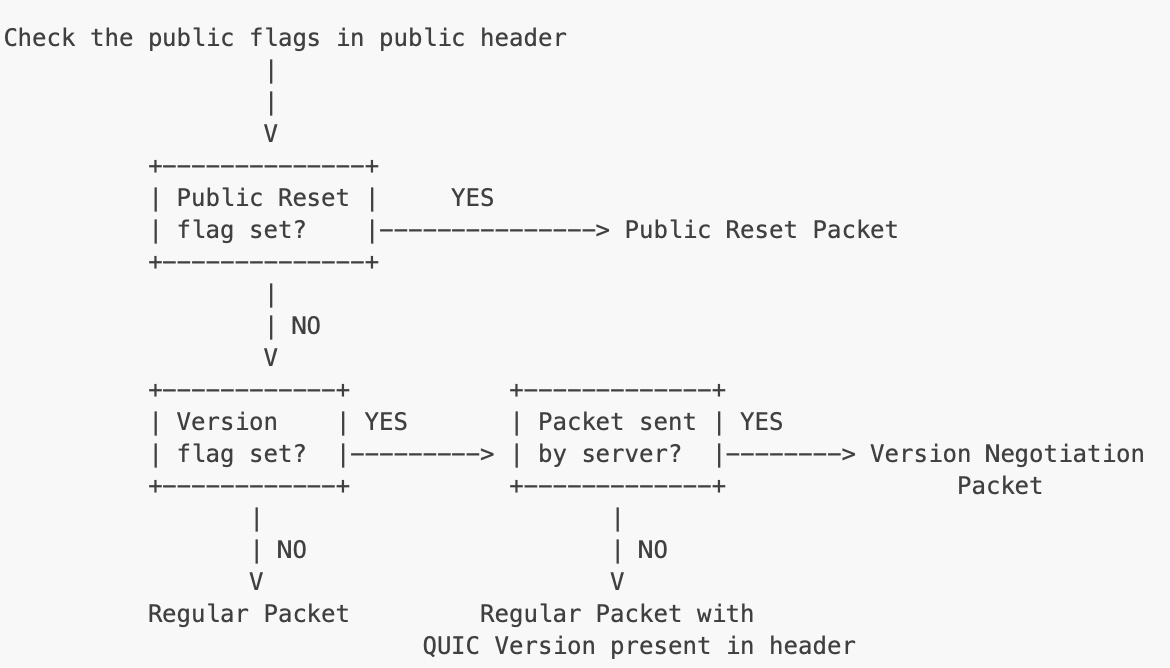 Check the public flags in public header
|
|
V
+--------------+
| Public Reset |     YES
| flag set?    |---------------> Public Reset Packet
+--------------+
|
| NO
V
+------------+           +-------------+
| Version    | YES       | Packet sent | YES
| flag set?  |---------> | by server?  |--------> Version Negotiation
+------------+           +-------------+               Packet
|                        |
| NO                     | NO
V                        V
Regular Packet         Regular Packet with
QUIC Version present in header